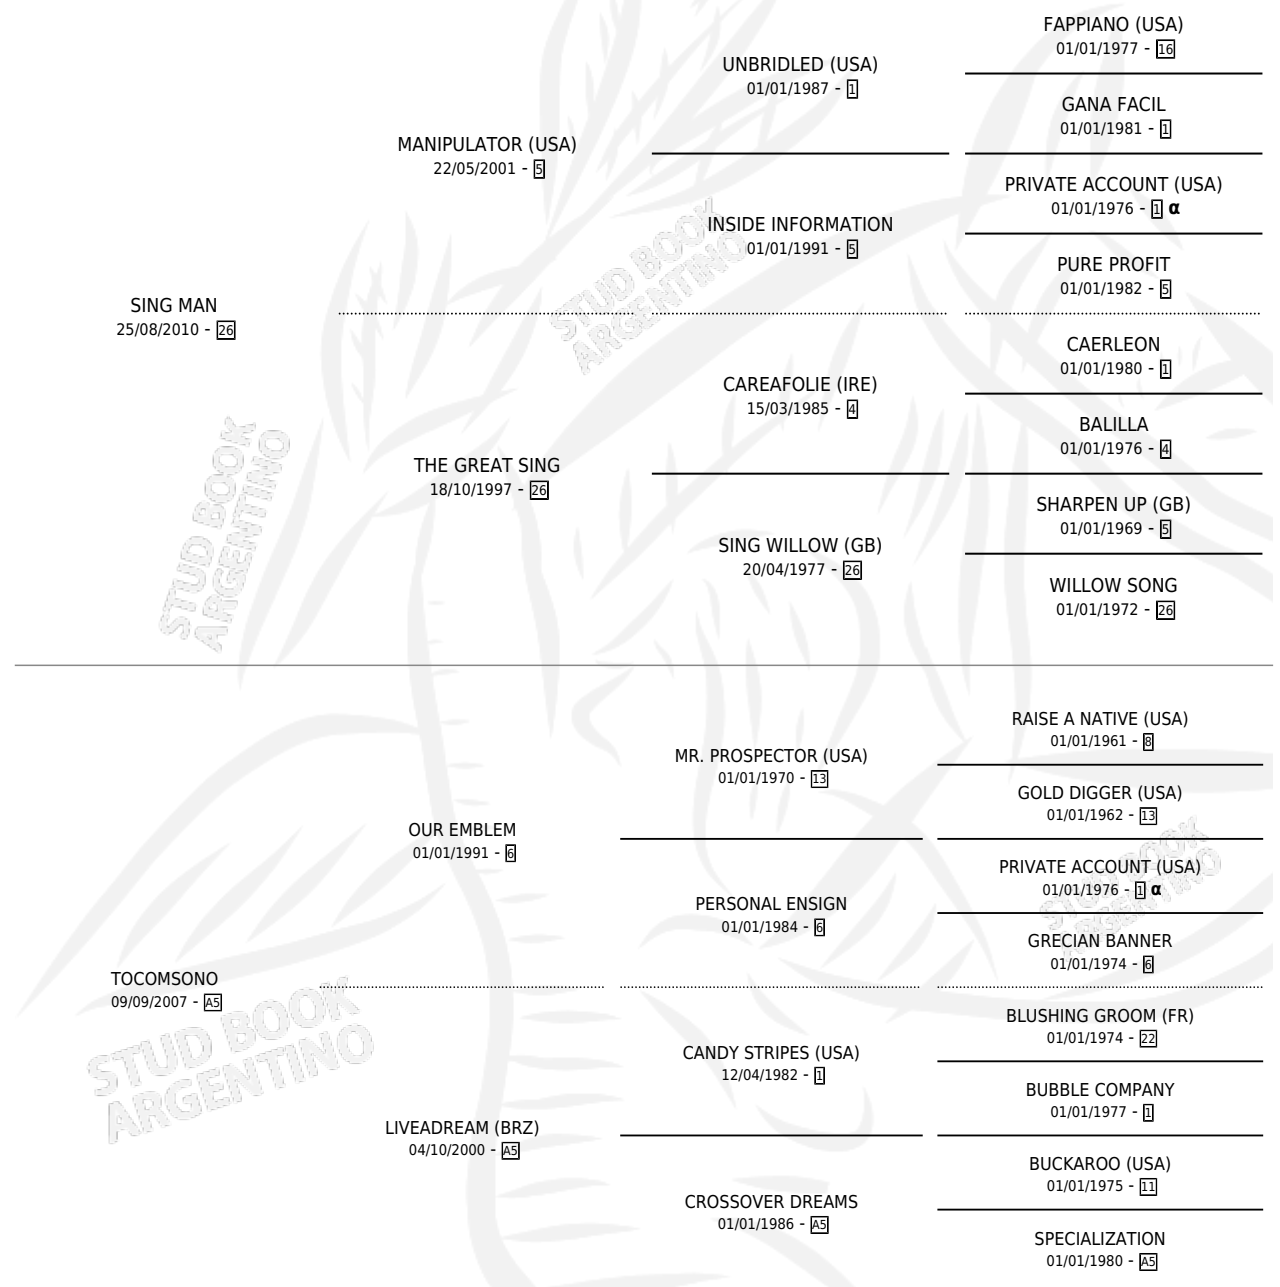 FAPPIANO (USA)
01/01/1977 - 16
UNBRIDLED (USA)
01/01/1987 - 1
GANA FACIL
01/01/1981 - 1
MANIPULATOR (USA)
22/05/2001 - 5
PRIVATE ACCOUNT (USA)
01/01/1976 - 1 α
INSIDE INFORMATION
01/01/1991 - 5
PURE PROFIT
01/01/1982 - 5
STUD BOOK
ARGENTINO
SING MAN
25/08/2010 - 26
CAERLEON
01/01/1980 - 1
CAREAFOLIE (IRE)
15/03/1985 - 4
BALILLA
01/01/1976 - 4
THE GREAT SING
18/10/1997 - 26
SHARPEN UP (GB)
01/01/1969 - 5
SING WILLOW (GB)
20/04/1977 - 26
WILLOW SONG
01/01/1972 - 26
STUD BOOK
ARGENTINO
RAISE A NATIVE (USA)
01/01/1961 - 8
MR. PROSPECTOR (USA)
01/01/1970 - 13
GOLD DIGGER (USA)
01/01/1962 - 13
OUR EMBLEM
01/01/1991 - 6
PRIVATE ACCOUNT (USA)
01/01/1976 - 1 α
PERSONAL ENSIGN
01/01/1984 - 6
GRECIAN BANNER
01/01/1974 - 6
STUD BOOK
ARGENTINO
TOCOMSONO
09/09/2007 - A5
BLUSHING GROOM (FR)
01/01/1974 - 22
CANDY STRIPES (USA)
12/04/1982 - 1
BUBBLE COMPANY
01/01/1977 - 1
STUD BOOK
ARGENTINO
LIVEADREAM (BRZ)
04/10/2000 - A5
BUCKAROO (USA)
01/01/1975 - 11
CROSSOVER DREAMS
01/01/1986 - A5
SPECIALIZATION
01/01/1980 - A5